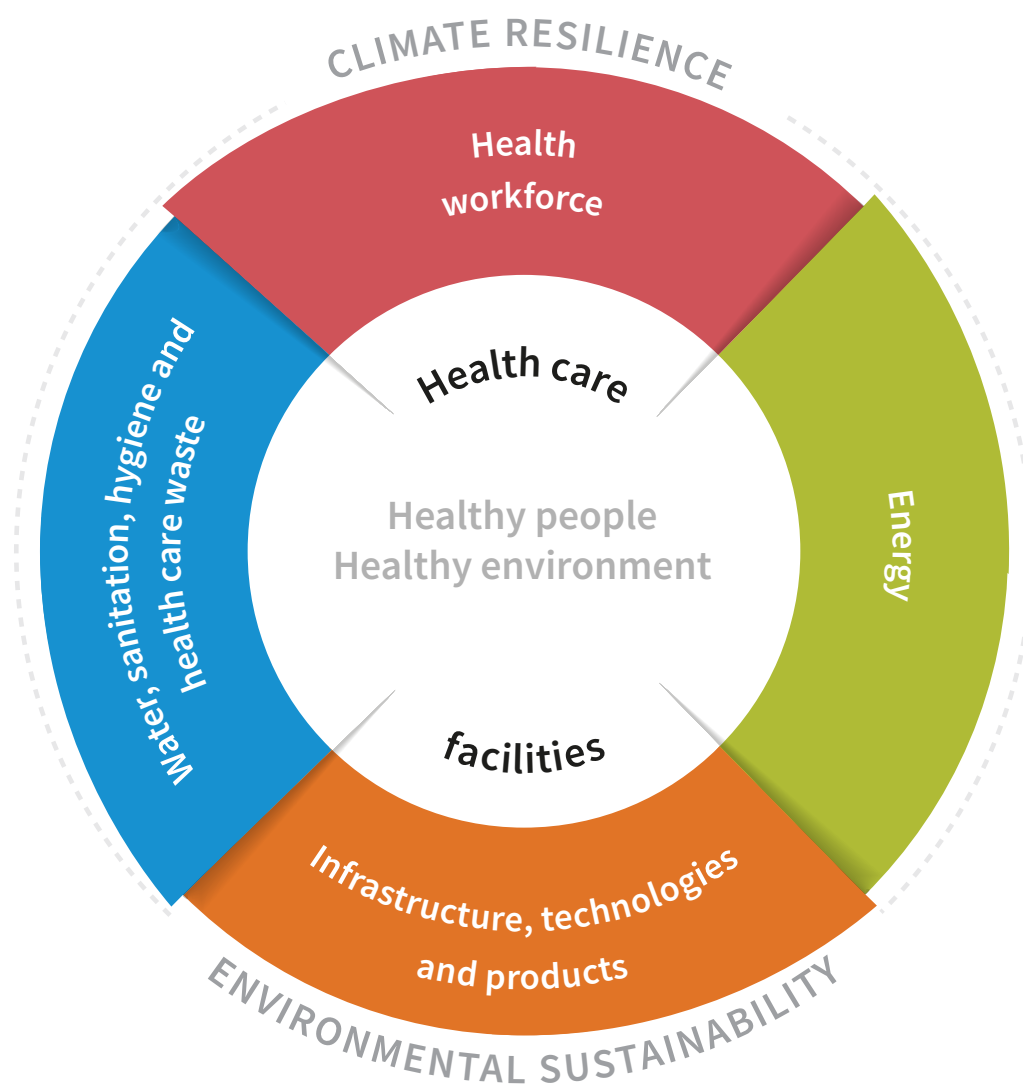 CLIMATE RESILIENCE
Health
workforce
Health care
Healthy people
Healthy environment
facilities
Water, sanitation, hygiene and
health care waste
Energy
Infrastructure, technologies
and products
ENVIRONMENTAL SUSTAINABILITY